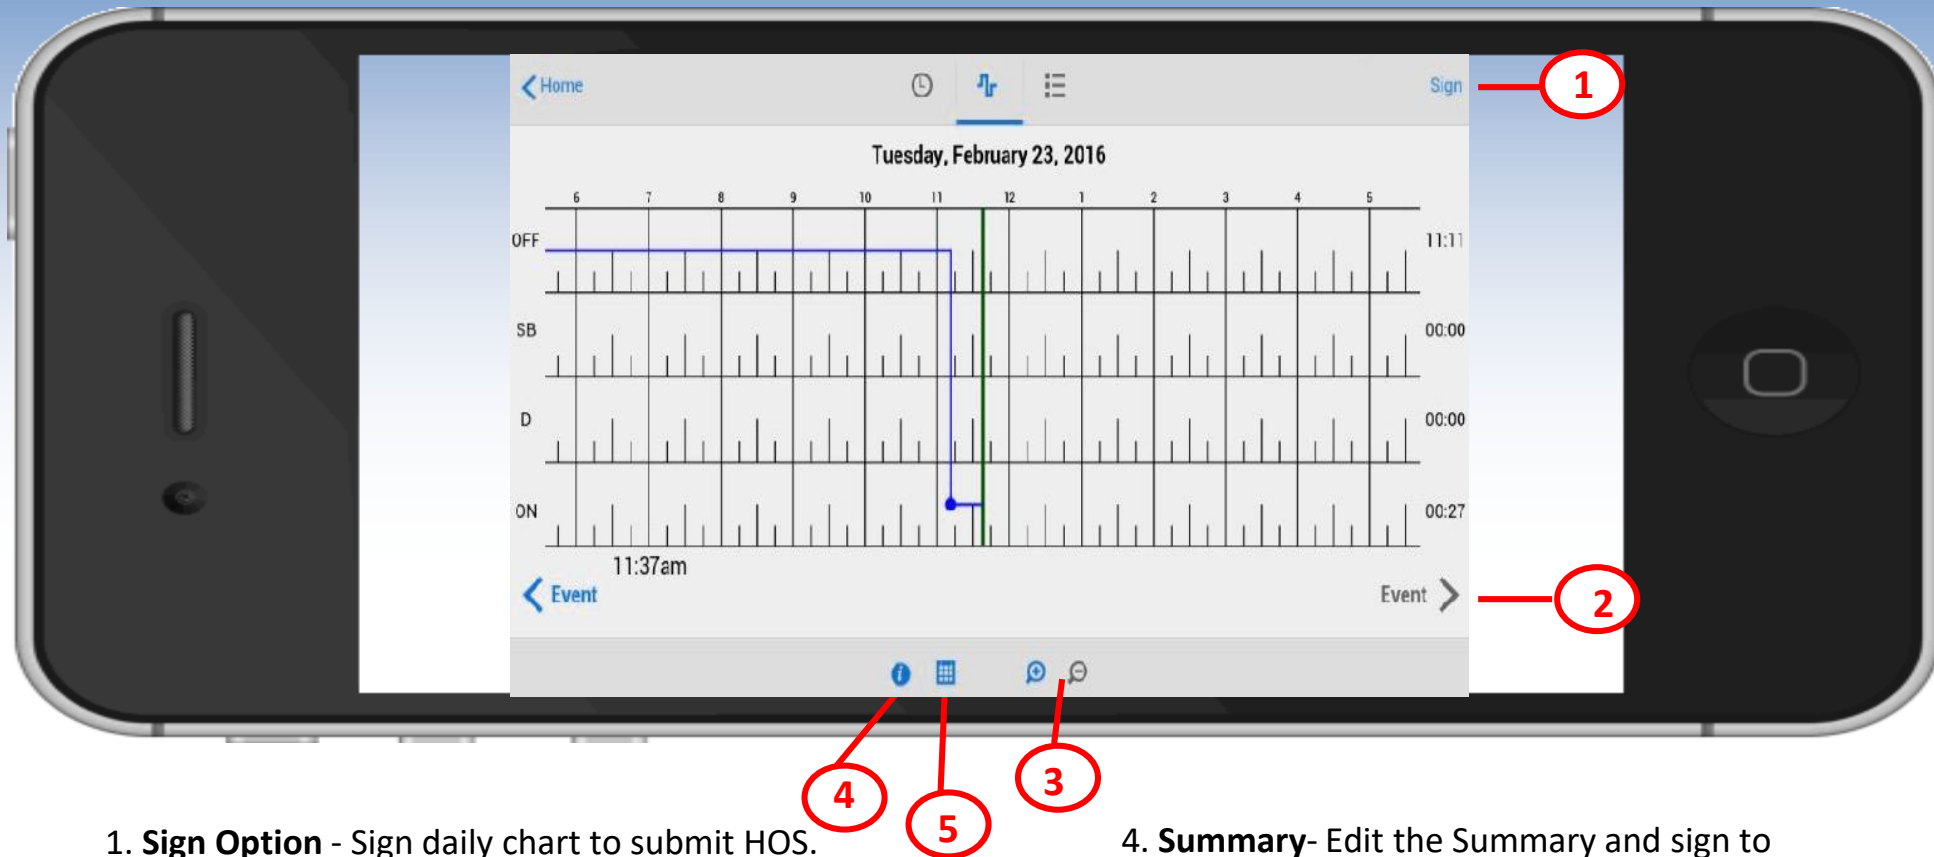 Home
Sign
1
Tuesday, February 23, 2016
6 7 8 9 10 11 12 1 2 3 4 5
OFF 11:11
SB 00:00
D 00:00
ON 00:27
11:37am
Event
Event
2
4
5
3
1. Sign Option - Sign daily chart to submit HOS.
4. Summary- Edit the Summary and sign to